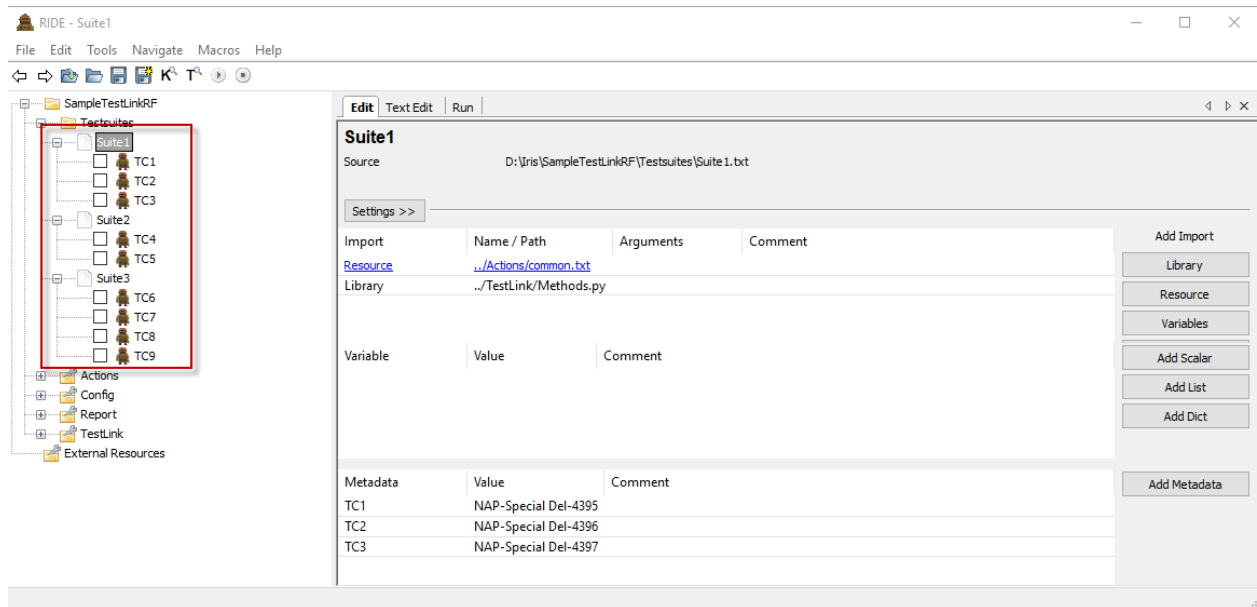 RIDE - Suite1
File Edit Tools Navigate Macros Help
K T
SampleTestLinkRF
Testsuites
Suite1
TC1
TC2
TC3
Suite2
TC4
TC5
Suite3
TC6
TC7
TC8
TC9
Actions
Config
Report
TestLink
External Resources
Edit Text Edit Run
Suite1
Source D:\Iris\SampleTestLinkRF\Testsuites\Suite1.txt
Settings >>
Import Name / Path Arguments Comment
Resource ../Actions/common.txt
Library ../TestLink/Methods.py
Add Import
Library
Resource
Variables
Variable Value Comment
Add Scalar
Add List
Add Dict
Metadata Value Comment
Add Metadata
TC1 NAP-Special Del-4395
TC2 NAP-Special Del-4396
TC3 NAP-Special Del-4397